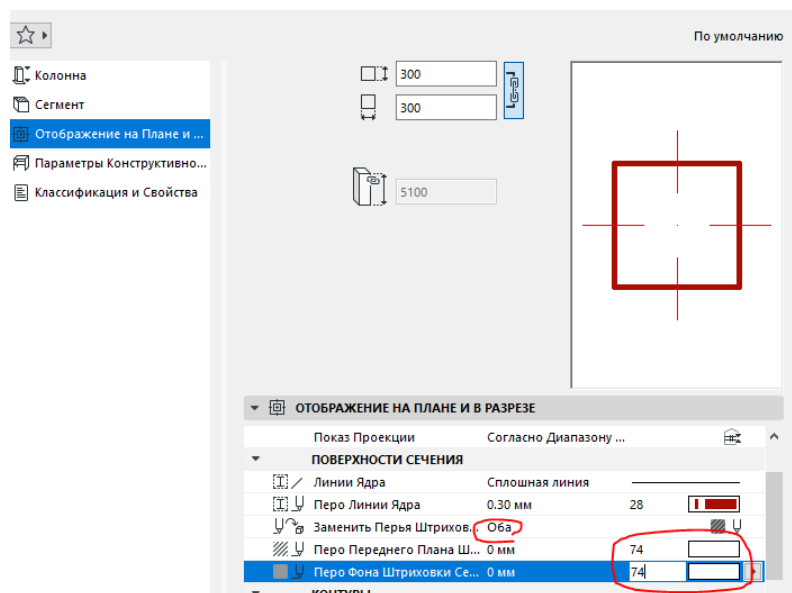 По умолчанию
Колонна
Сегмент
Отображение на Плане и ...
Параметры Конструктивно...
Классификация и Свойства
300
300
5100
ОТОБРАЖЕНИЕ НА ПЛАНЕ И В РАЗРЕЗЕ
Показ Проекции Согласно Диапазону ...
ПОВЕРХНОСТИ СЕЧЕНИЯ
Линии Ядра Сплошная линия
Перо Линии Ядра 0.30 мм 28
Заменить Перья Штрихов... Оба
Перо Переднего Плана Ш... 0 мм 74
Перо Фона Штриховки Се... 0 мм 74
КОНТУРЫ